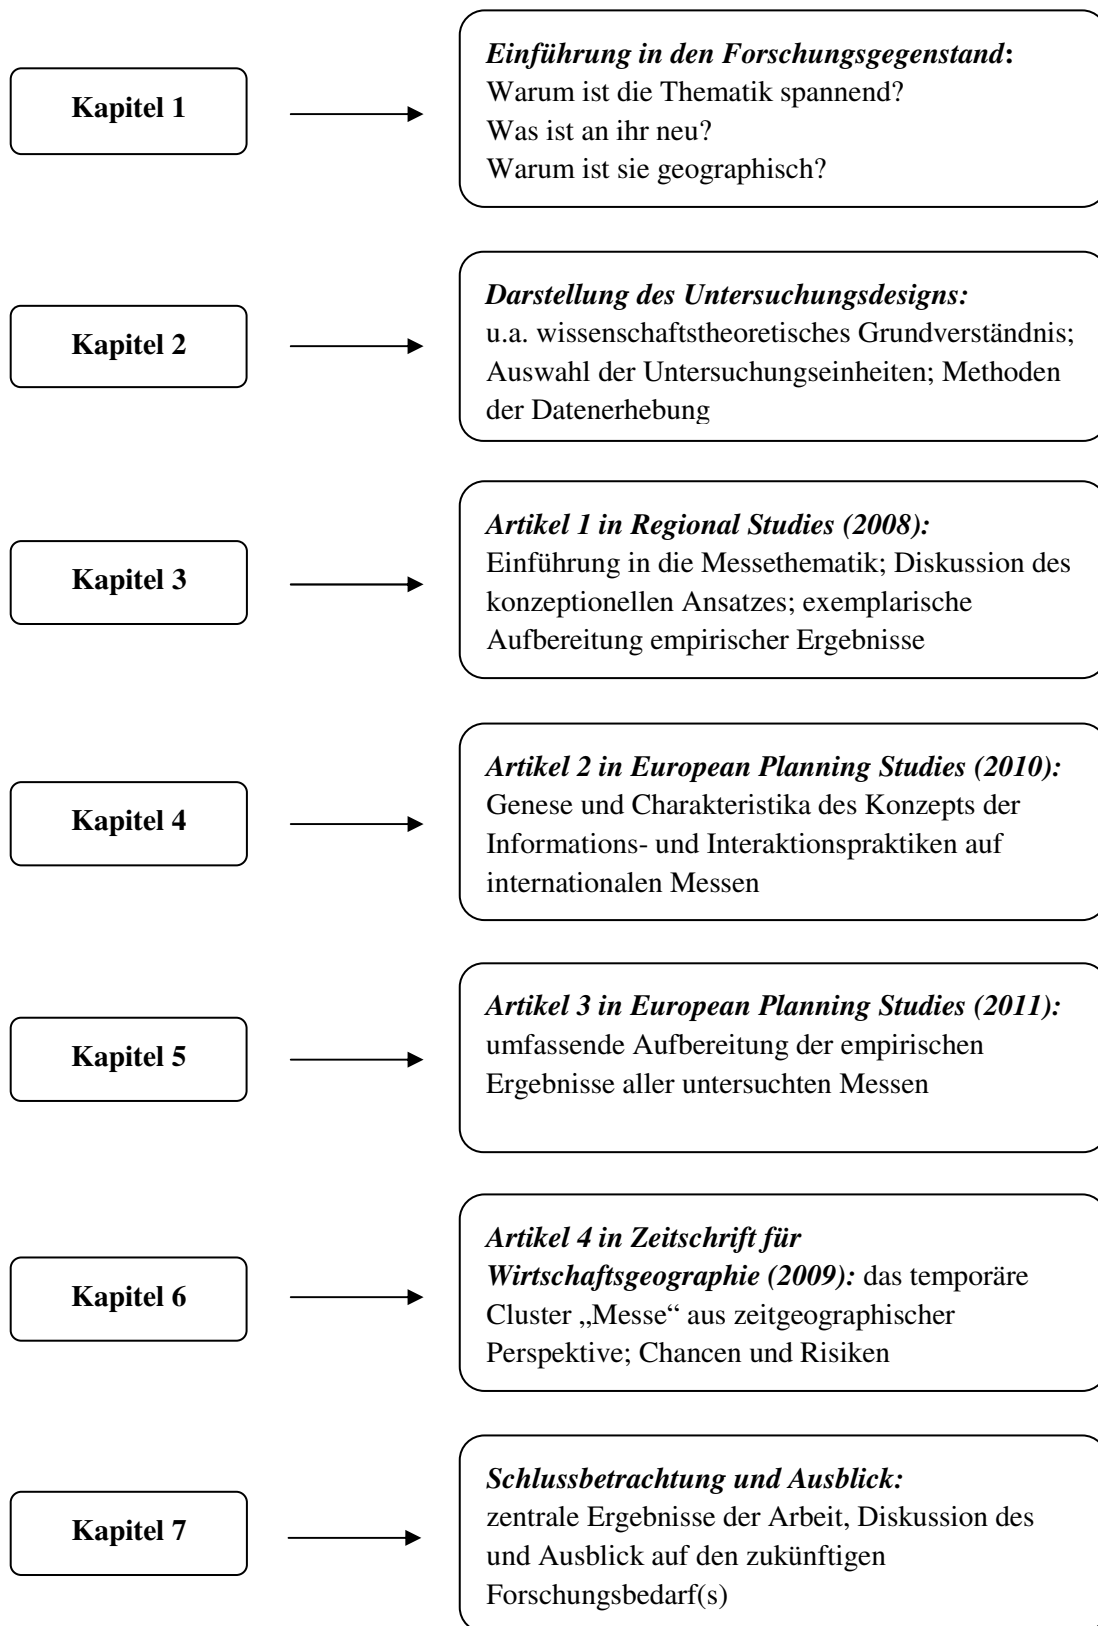 Kapitel 1
Einführung in den Forschungsgegenstand:
Warum ist die Thematik spannend?
Was ist an ihr neu?
Warum ist sie geographisch?
Kapitel 2
Darstellung des Untersuchungsdesigns:
u.a. wissenschaftstheoretisches Grundverständnis;
Auswahl der Untersuchungseinheiten; Methoden
der Datenerhebung
Kapitel 3
Artikel 1 in Regional Studies (2008):
Einführung in die Messethematik; Diskussion des
konzeptionellen Ansatzes; exemplarische
Aufbereitung empirischer Ergebnisse
Kapitel 4
Artikel 2 in European Planning Studies (2010):
Genese und Charakteristika des Konzepts der
Informations- und Interaktionspraktiken auf
internationalen Messen
Kapitel 5
Artikel 3 in European Planning Studies (2011):
umfassende Aufbereitung der empirischen
Ergebnisse aller untersuchten Messen
Kapitel 6
Artikel 4 in Zeitschrift für
Wirtschaftsgeographie (2009): das temporäre
Cluster „Messe“ aus zeitgeographischer
Perspektive; Chancen und Risiken
Kapitel 7
Schlussbetrachtung und Ausblick:
zentrale Ergebnisse der Arbeit, Diskussion des
und Ausblick auf den zukünftigen
Forschungsbedarf(s)